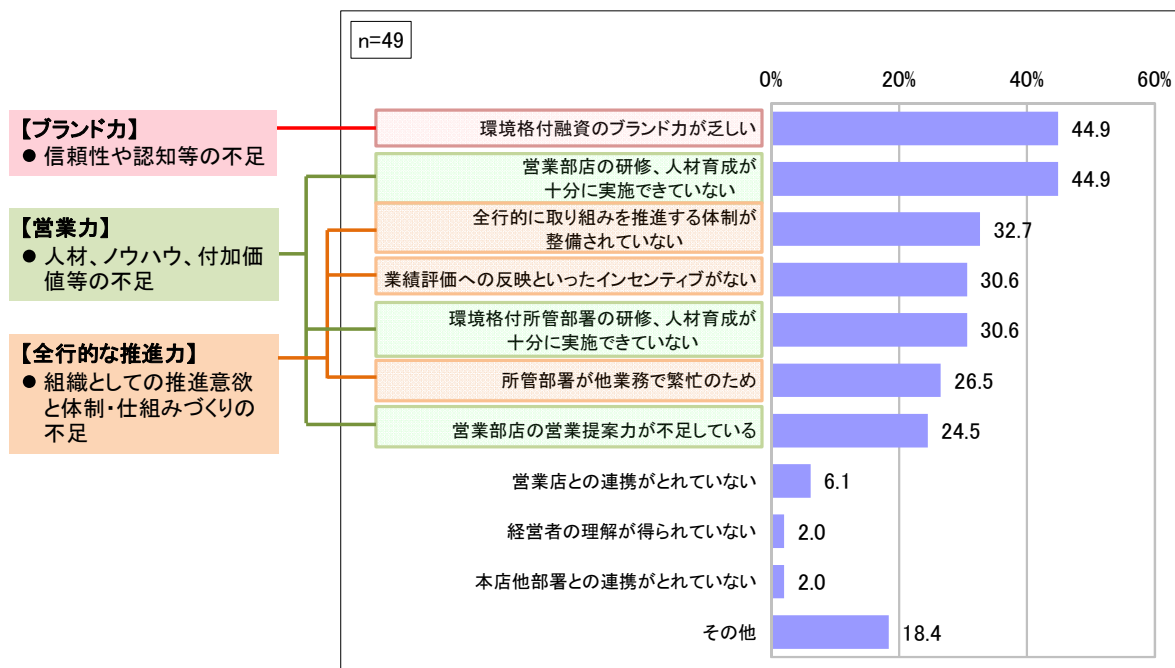 n=49
0%
20%
40%
60%
【ブランド力】
● 信頼性や認知等の不足
【営業力】
● 人材、ノウハウ、付加価
値等の不足
【全行的な推進力】
● 組織としての推進意欲
と体制・仕組みづくりの
不足
環境格付融資のブランド力が乏しい
44.9
営業部店の研修、人材育成が
十分に実施できていない
44.9
全行的に取り組みを推進する体制が
整備されていない
32.7
業績評価への反映といったインセンティブがない
30.6
環境格付所管部署の研修、人材育成が
十分に実施できていない
30.6
所管部署が他業務で繁忙のため
26.5
営業部店の営業提案力が不足している
24.5
営業店との連携がとれていない
6.1
経営者の理解が得られていない
2.0
本店他部署との連携がとれていない
2.0
その他
18.4